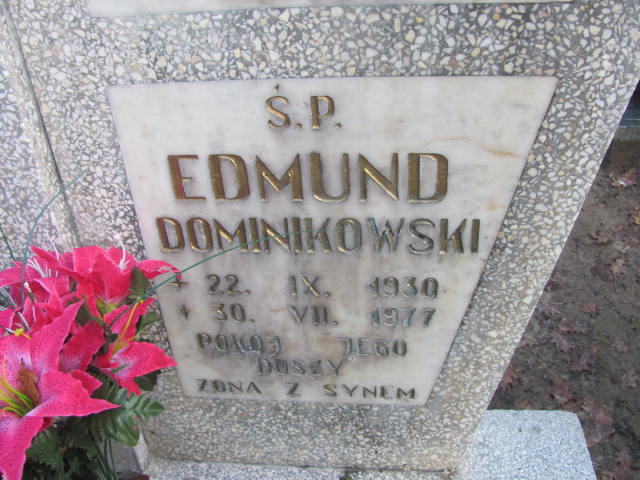 Ś.P.
EDMUND
DOMINIKOWSKI
* 22. IX. 1930
+ 30. VII. 1977
POKÓJ JEGO
DUSZY
ŻONA Z SYNEM